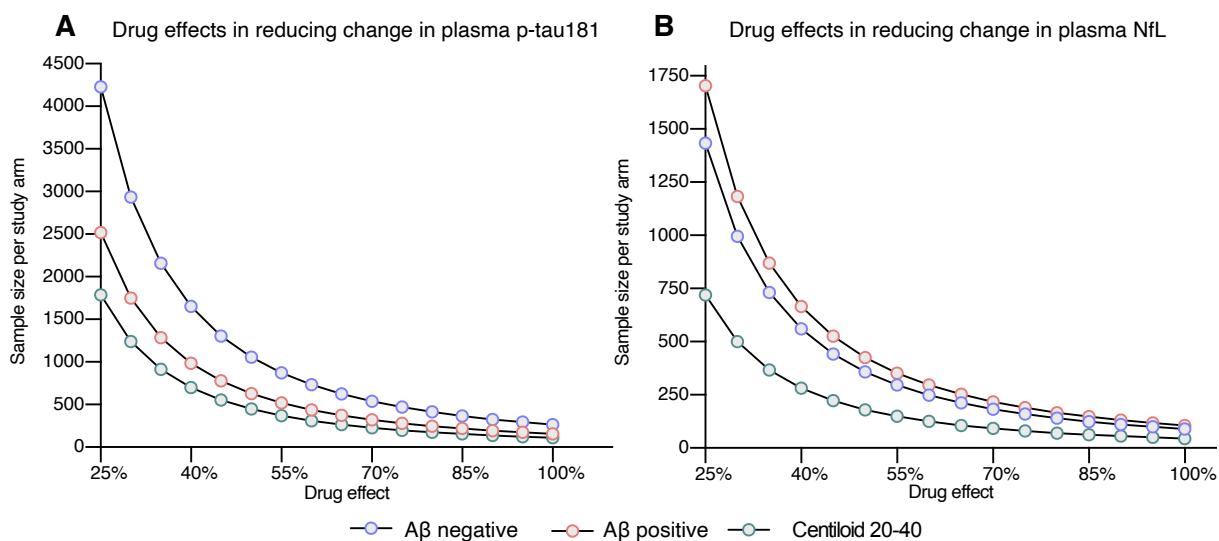 A Drug effects in reducing change in plasma p-tau181
4500
4000
3500
3000
2500
2000
1500
1000
500
0
Sample size per study arm
25% 40% 55% 70% 85% 100%
Drug effect
B Drug effects in reducing change in plasma NfL
1750
1500
1250
1000
750
500
250
0
Sample size per study arm
25% 40% 55% 70% 85% 100%
Drug effect
Aβ negative Aβ positive Centiloid 20-40